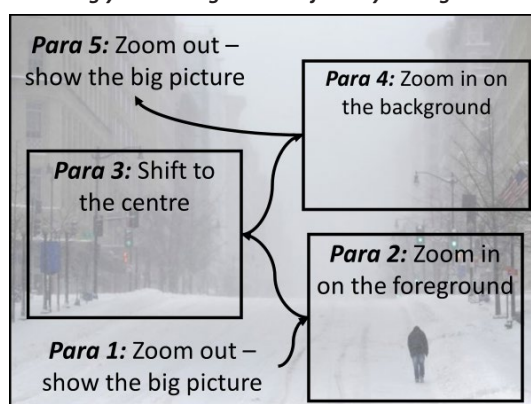 Para 5: Zoom out –
show the big picture
Para 4: Zoom in on
the background
Para 3: Shift to
the centre
Para 2: Zoom in
on the foreground
Para 1: Zoom out –
show the big picture